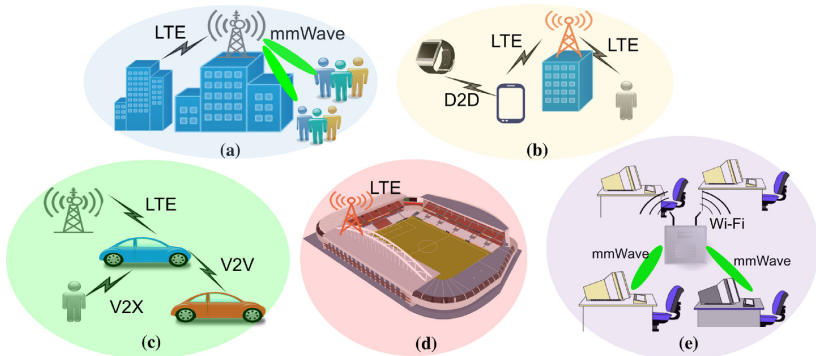 LTE
mmWave
(a)
LTE
LTE
D2D
(b)
LTE
V2V
V2X
(c)
LTE
(d)
Wi-Fi
mmWave
mmWave
(e)